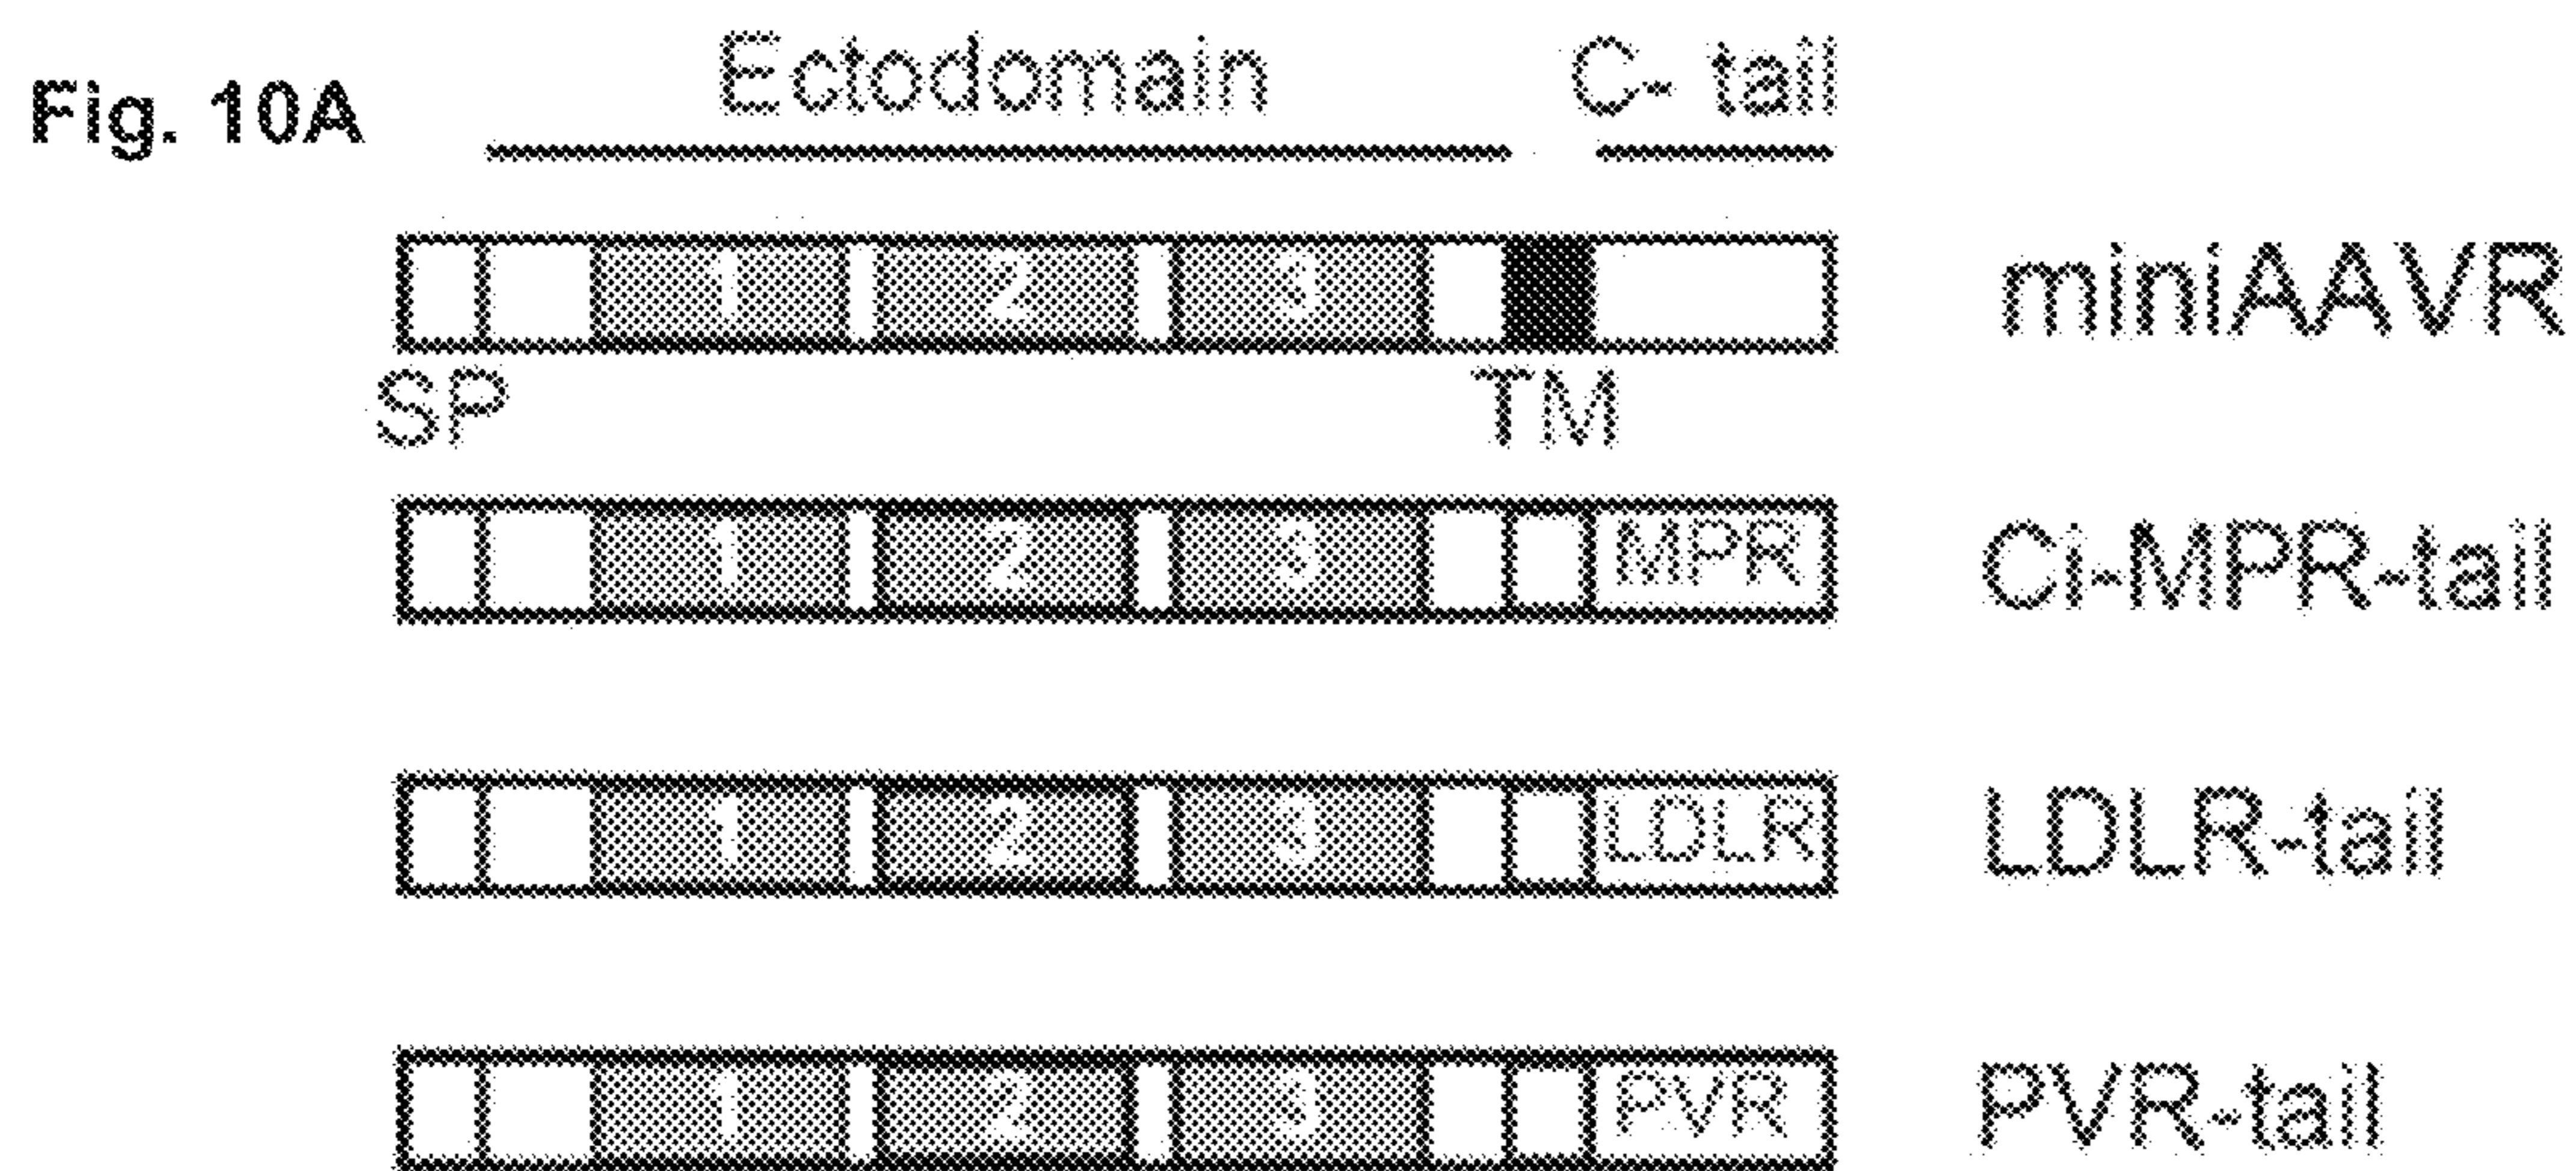 Fig. 10A
Ectodomain C- tail
1 2 3 miniAAVR
SP TM
1 2 3 MPR Ci-MPR-tail
1 2 3 LDLR LDLR-tail
1 2 3 PVR PVR-tail